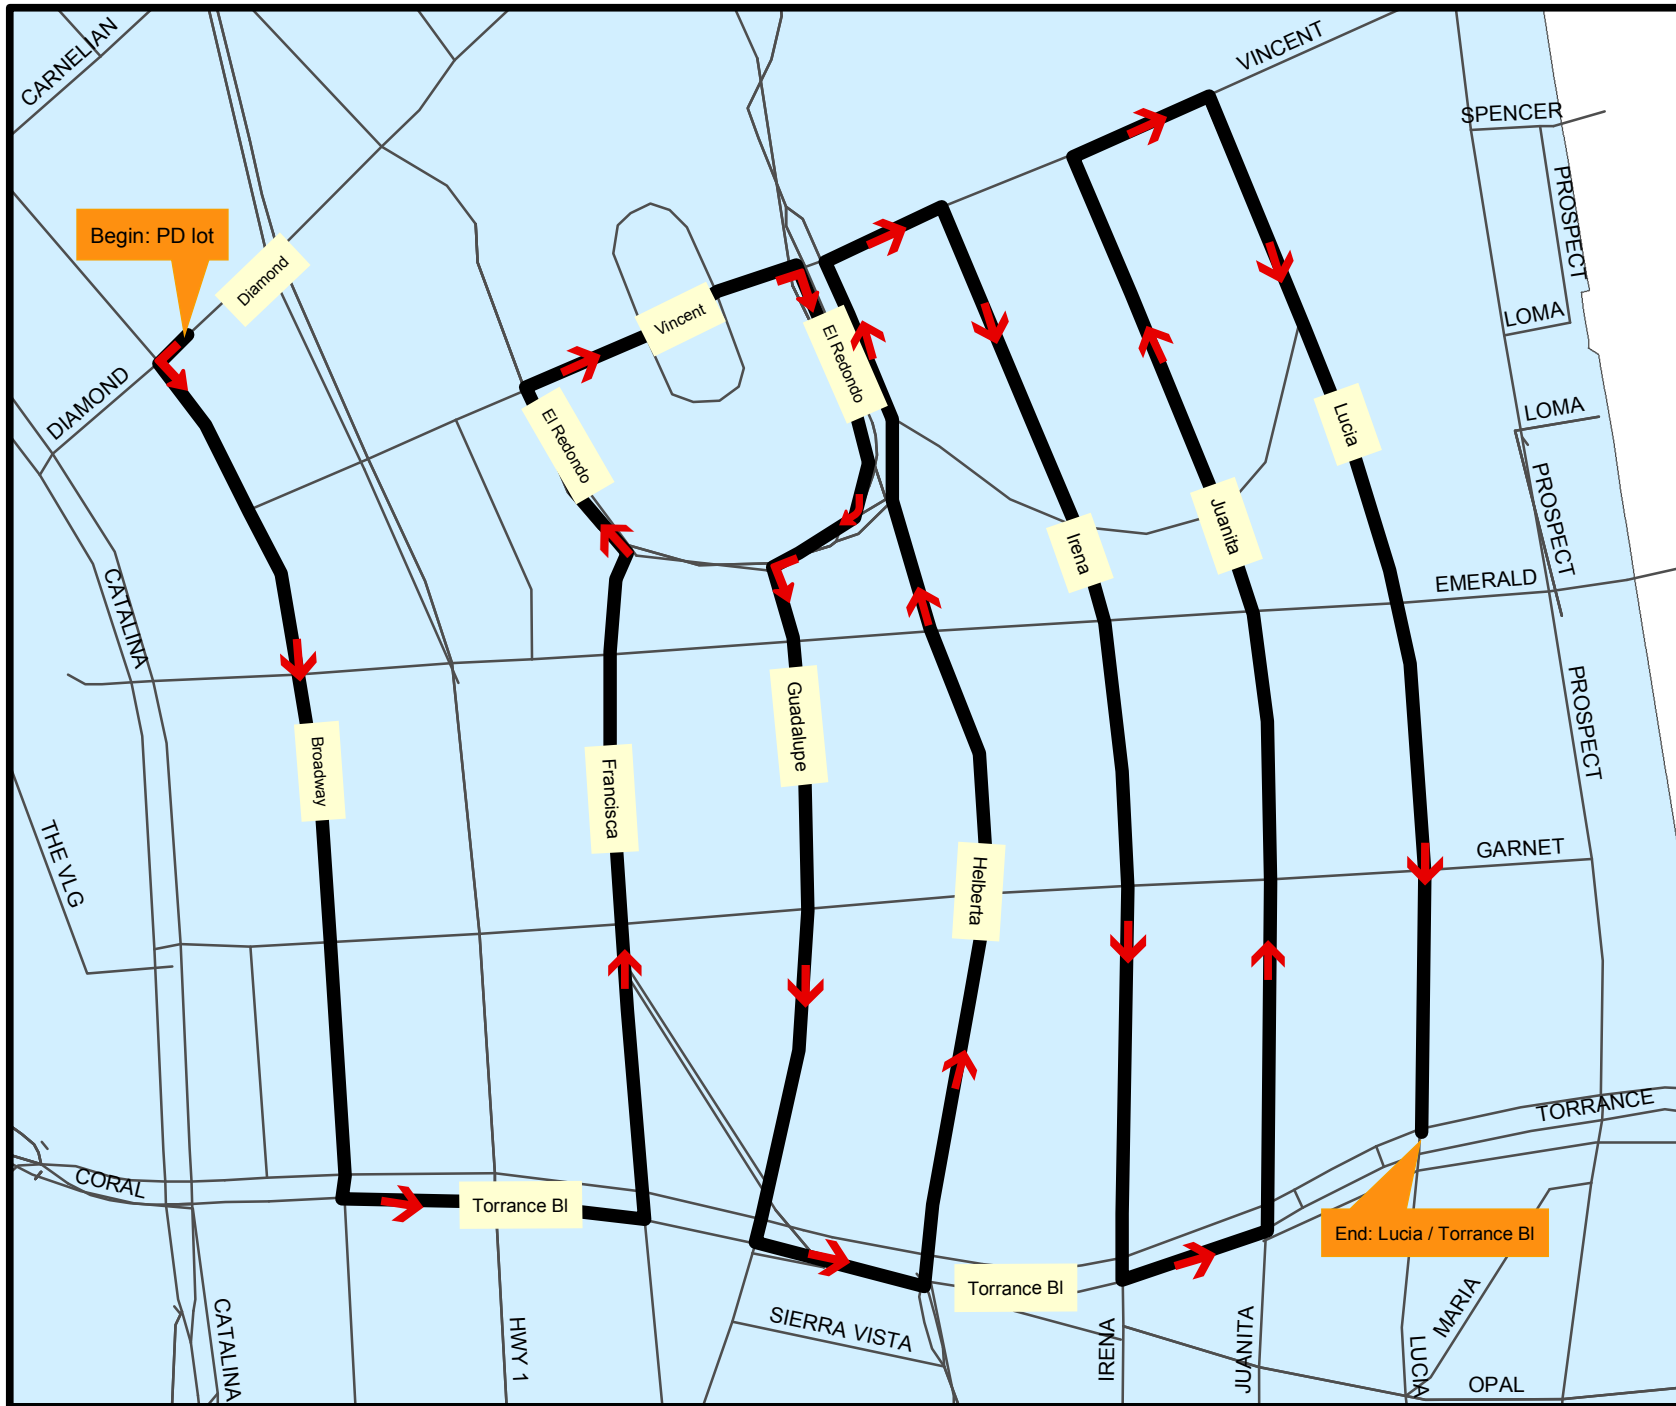 CARNELIAN
VINCENT
SPENCER
PROSPECT
Begin: PD lot
Diamond
LOMA
Vincent
El Redondo
DIAMOND
El Redondo
Lucia
LOMA
PROSPECT
Juanita
Irena
EMERALD
CATALINA
PROSPECT
Guadalupe
Broadway
Francisca
THE VLG
GARNET
Helberta
TORRANCE
CORAL
Torrance Bl
End: Lucia / Torrance Bl
Torrance Bl
SIERRA VISTA
MARIA
CATALINA
HWY 1
IRENA
JUANITA
LUCIA
OPAL